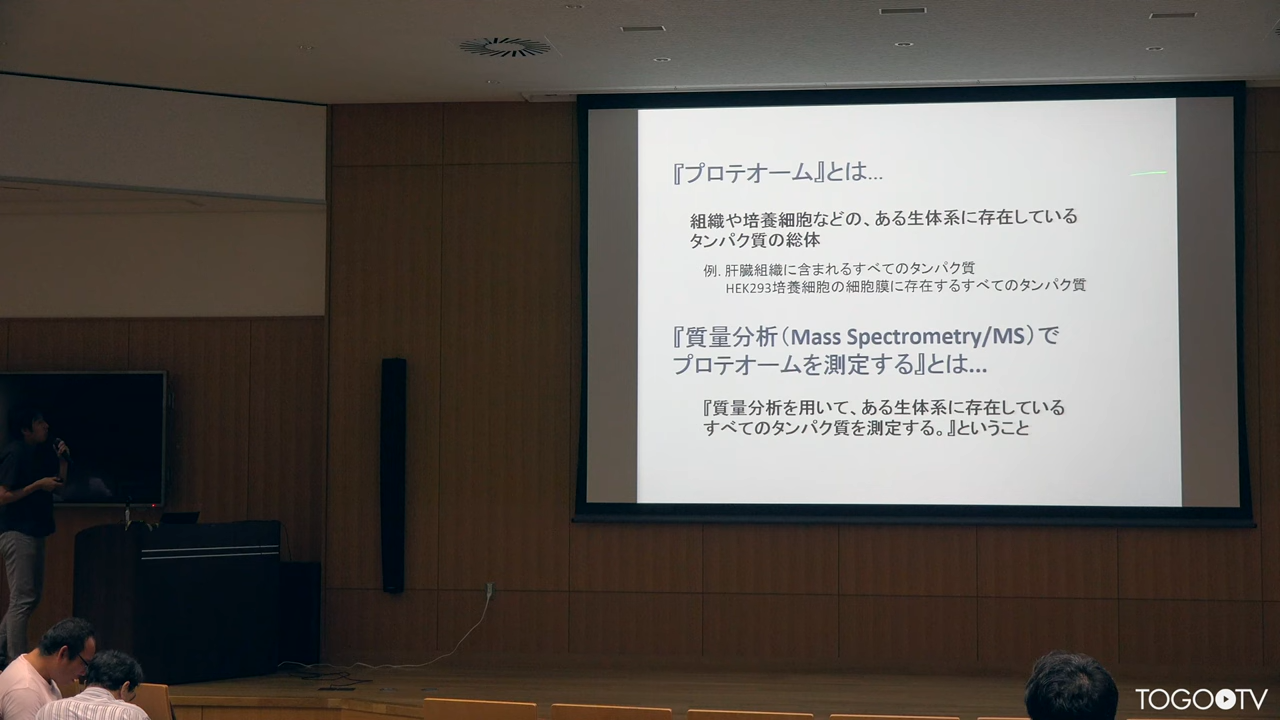 『プロテオーム』とは...
組織や培養細胞などの、ある生体系に存在している
タンパク質の総体
例. 肝臓組織に含まれるすべてのタンパク質
HEK293培養細胞の細胞膜に存在するすべてのタンパク質
『質量分析（Mass Spectrometry/MS）で
プロテオームを測定する』とは...
『質量分析を用いて、ある生体系に存在している
すべてのタンパク質を測定する。』ということ
TOGOTV